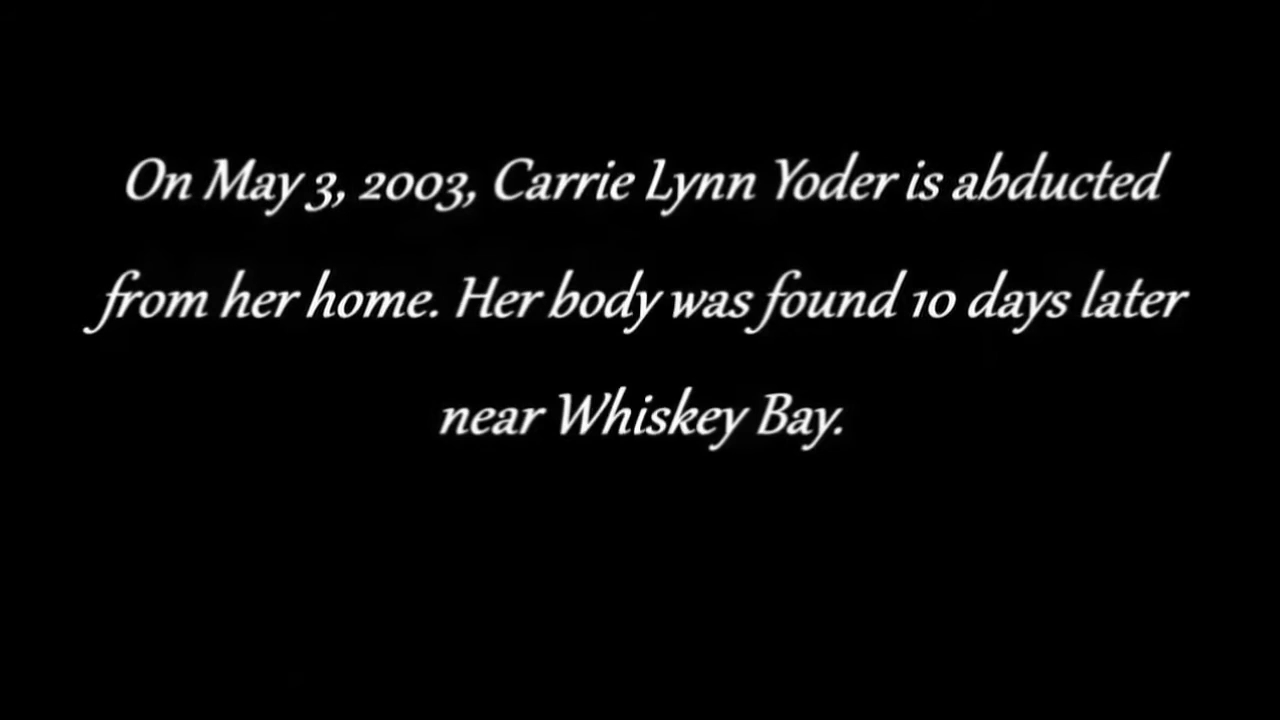 On May 3, 2003, Carrie Lynn Yoder is abducted
from her home. Her body was found 10 days later
near Whiskey Bay.